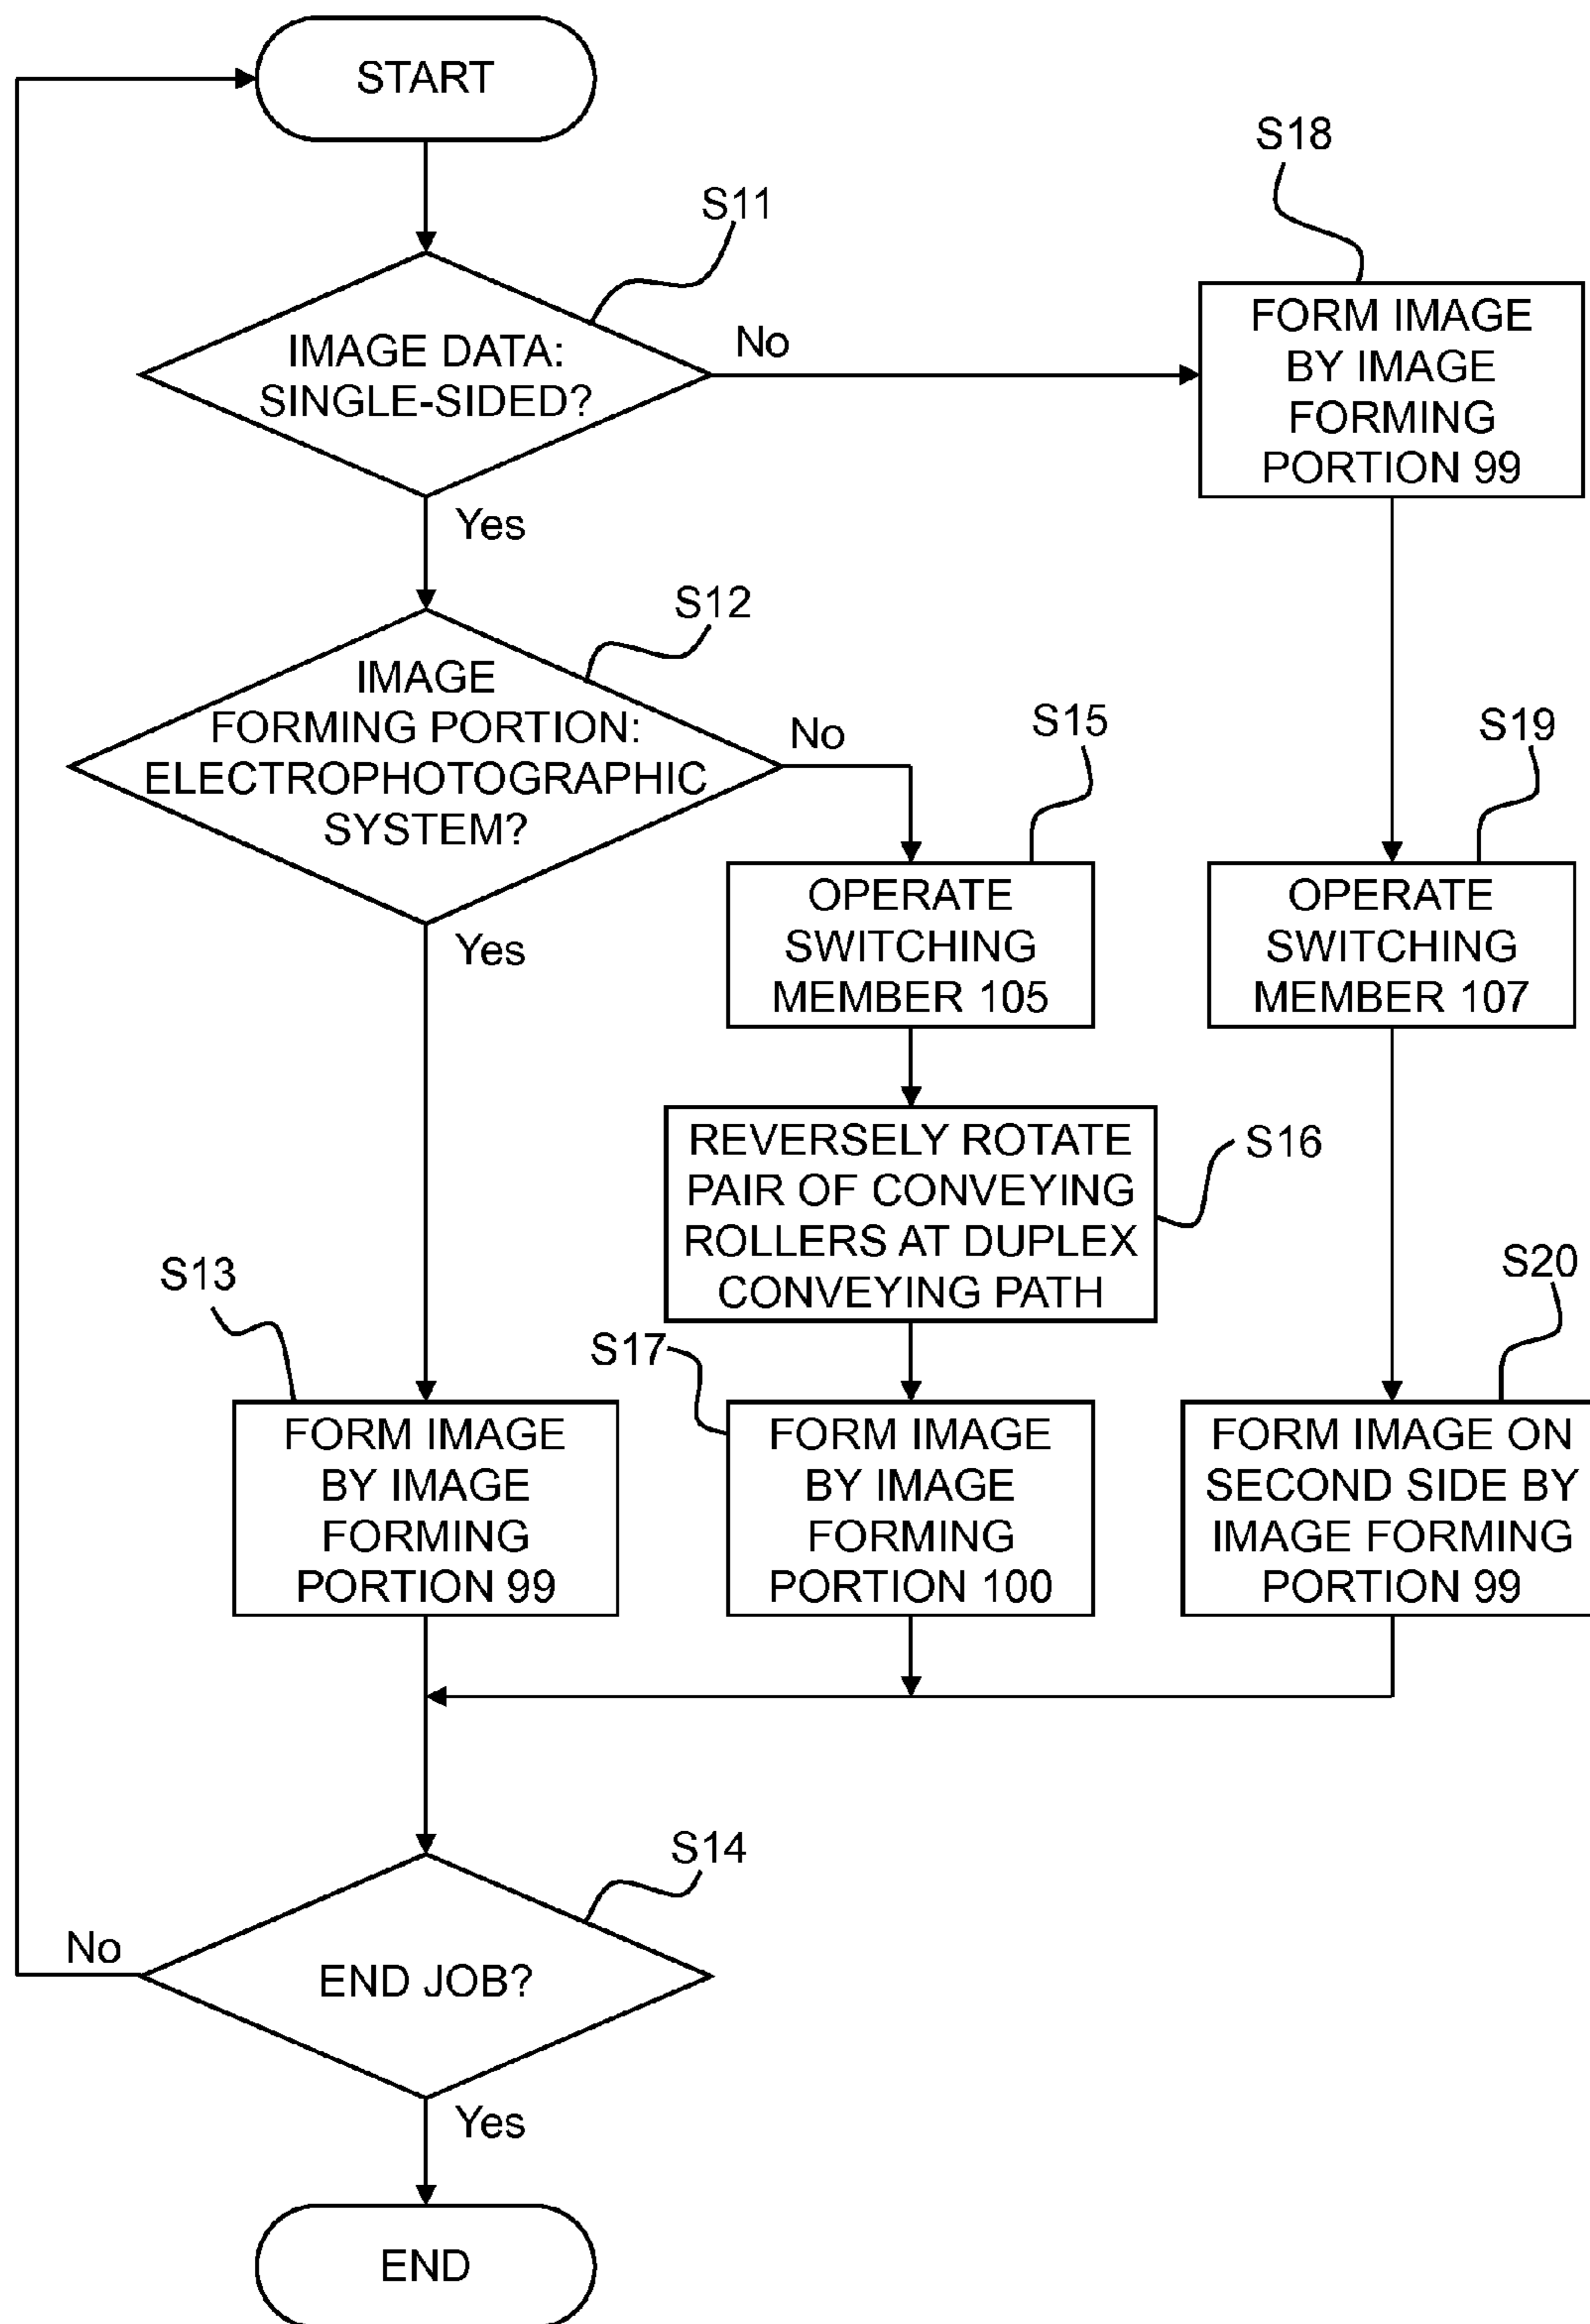 START
S11
IMAGE DATA:
SINGLE-SIDED?
No
Yes
S18
FORM IMAGE
BY IMAGE
FORMING
PORTION 99
S12
IMAGE
FORMING PORTION:
ELECTROPHOTOGRAPHIC
SYSTEM?
No
Yes
S15
OPERATE
SWITCHING
MEMBER 105
S19
OPERATE
SWITCHING
MEMBER 107
REVERSELY ROTATE
PAIR OF CONVEYING
ROLLERS AT DUPLEX
CONVEYING PATH
S16
S13
FORM IMAGE
BY IMAGE
FORMING
PORTION 99
S17
FORM IMAGE
BY IMAGE
FORMING
PORTION 100
S20
FORM IMAGE ON
SECOND SIDE BY
IMAGE FORMING
PORTION 99
S14
END JOB?
No
Yes
END